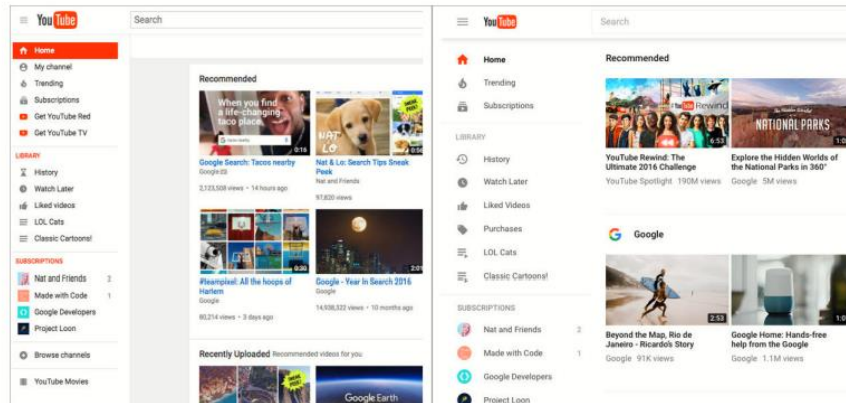 YouTube
Search
Home
My channel
Trending
Subscriptions
Get YouTube Red
Get YouTube TV
LIBRARY
History
Watch Later
Liked videos
LOL Cats
Classic Cartoons!
SUBSCRIPTIONS
Nat and Friends 2
Made with Code 1
Google Developers
Project Loon
Browse channels
YouTube Movies
Recommended
When you find
a life-changing
taco place.
0:16
NAT
LO
SNEAK
PEEK!
Google Search: Tacos nearby
Google
2,123,508 views • 14 hours ago
Nat & Lo: Search Tips Sneak
Peek
Nat and Friends
97,820 views
0:30
2:01
#teampixel: All the hoops of
Harlem
Google
80,214 views • 3 days ago
Google - Year In Search 2016
Google
14,938,322 views • 10 months ago
Recently Uploaded Recommended videos for you
Google Earth
YouTube
Search
Home
Trending
Subscriptions
LIBRARY
History
Watch Later
Liked Videos
Purchases
LOL Cats
Classic Cartoons!
SUBSCRIPTIONS
Nat and Friends 2
Made with Code 1
Google Developers
Project Loon
Recommended
YouTube Rewind
6:53
NATIONAL PARKS
YouTube Rewind: The
Ultimate 2016 Challenge
YouTube Spotlight 190M views
Explore the Hidden Worlds of
the National Parks in 360°
Google 5M views
Google
2:53
Beyond the Map, Rio de
Janeiro - Ricardo's Story
Google 91K views
Google Home: Hands-free
help from the Google
Google 1.1M views